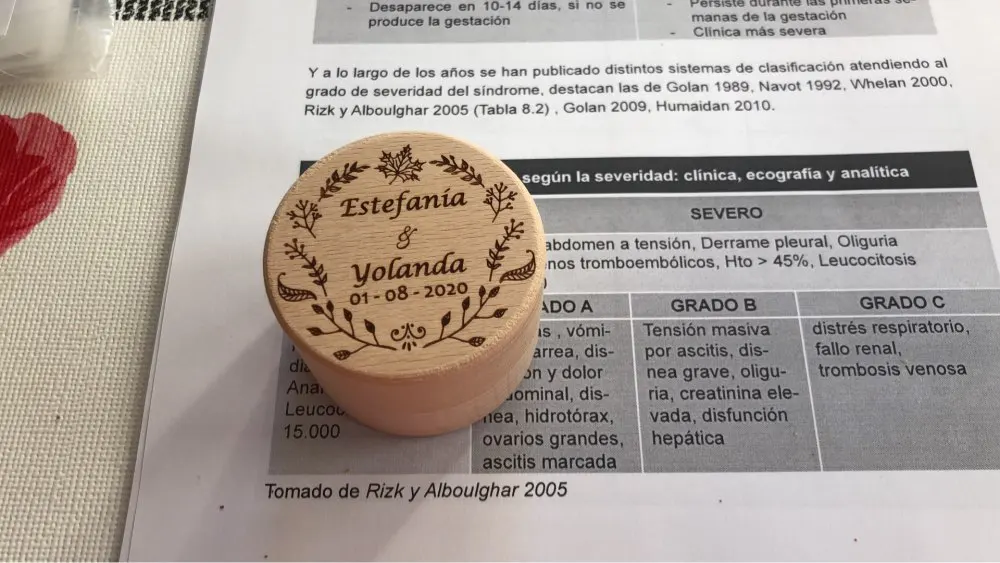 - Desaparece en 10-14 días, si no se
produce la gestación
- Persiste durante las primeras se-
manas de la gestación
- Clínica más severa
Y a lo largo de los años se han publicado distintos sistemas de clasificación atendiendo al
grado de severidad del síndrome, destacan las de Golan 1989, Navot 1992, Whelan 2000,
Rizk y Alboulghar 2005 (Tabla 8.2) , Golan 2009, Humaidan 2010.
según la severidad: clínica, ecografía y analítica
SEVERO
abdomen a tensión, Derrame pleural, Oliguria
tromboembólicos, Hto > 45%, Leucocitosis
Estefanía
&
Yolanda
01-08-2020
15.000
A
vómi-
dis-
y dolor
dis-
hidrotórax,
ovarios grandes,
ascitis marcada
GRADO B
Tensión masiva
por ascitis, dis-
nea grave, oligu-
ria, creatinina ele-
vada, disfunción
hepática
GRADO C
distrés respiratorio,
fallo renal,
trombosis venosa
Tomado de Rizk y Alboulghar 2005